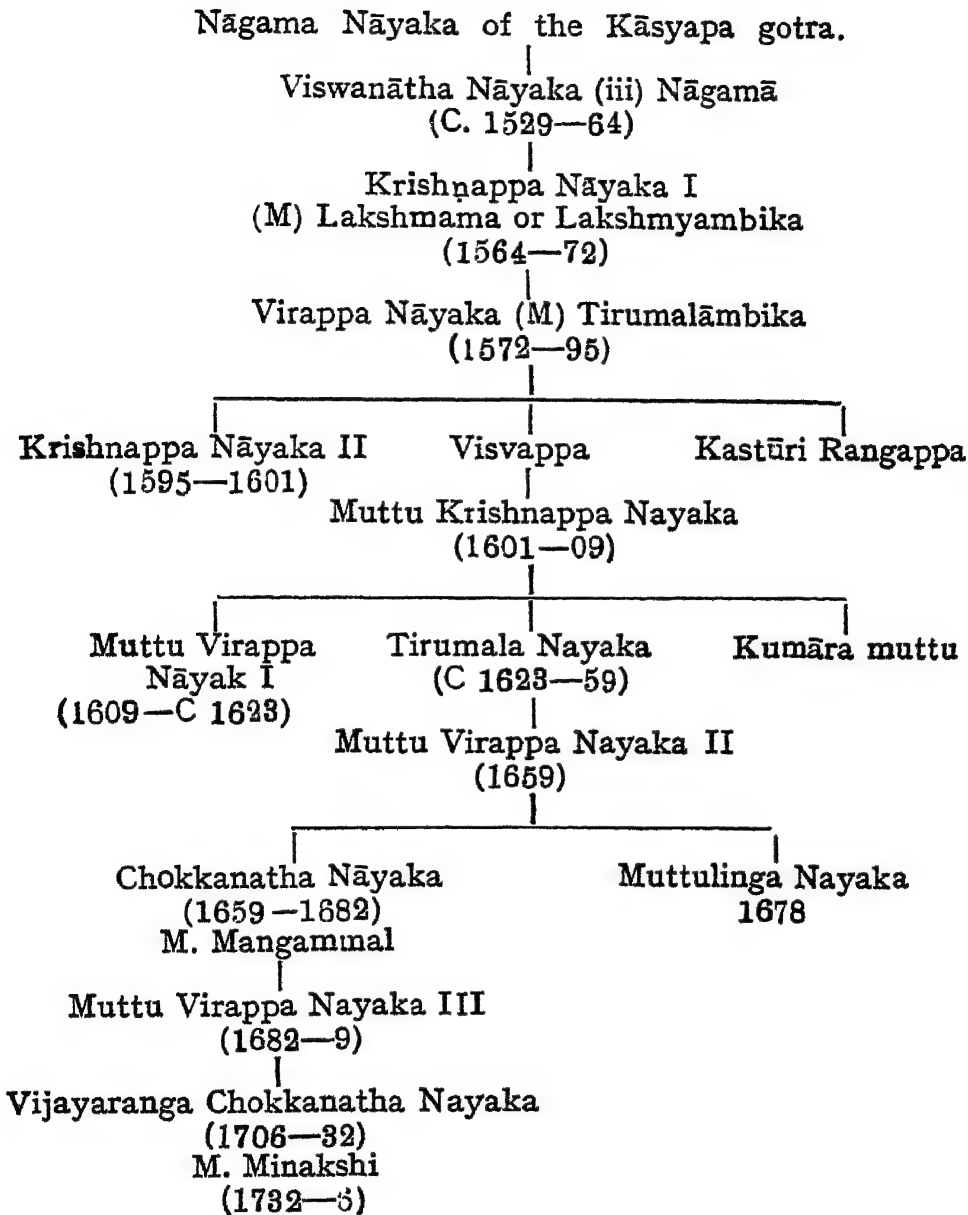 Nāgama Nāyaka of the Kāsyapa gotra.
Viswanātha Nāyaka (iii) Nāgamā
(C. 1529—64)
Krishṇappa Nāyaka I
(M) Lakshmama or Lakshmyambika
(1564—72)
Virappa Nāyaka (M) Tirumalāmbika
(1572—95)
Krishnappa Nāyaka II Visvappa Kastūri Rangappa
(1595—1601)
Muttu Krishnappa Nayaka
(1601—09)
Muttu Virappa Tirumala Nayaka Kumāra muttu
Nāyak I (C 1623—59)
(1609—C 1623)
Muttu Virappa Nayaka II
(1659)
Chokkanatha Nāyaka Muttulinga Nayaka
(1659—1682) 1678
M. Mangammal
Muttu Virappa Nayaka III
(1682—9)
Vijayaranga Chokkanatha Nayaka
(1706—32)
M. Minakshi
(1732—6)